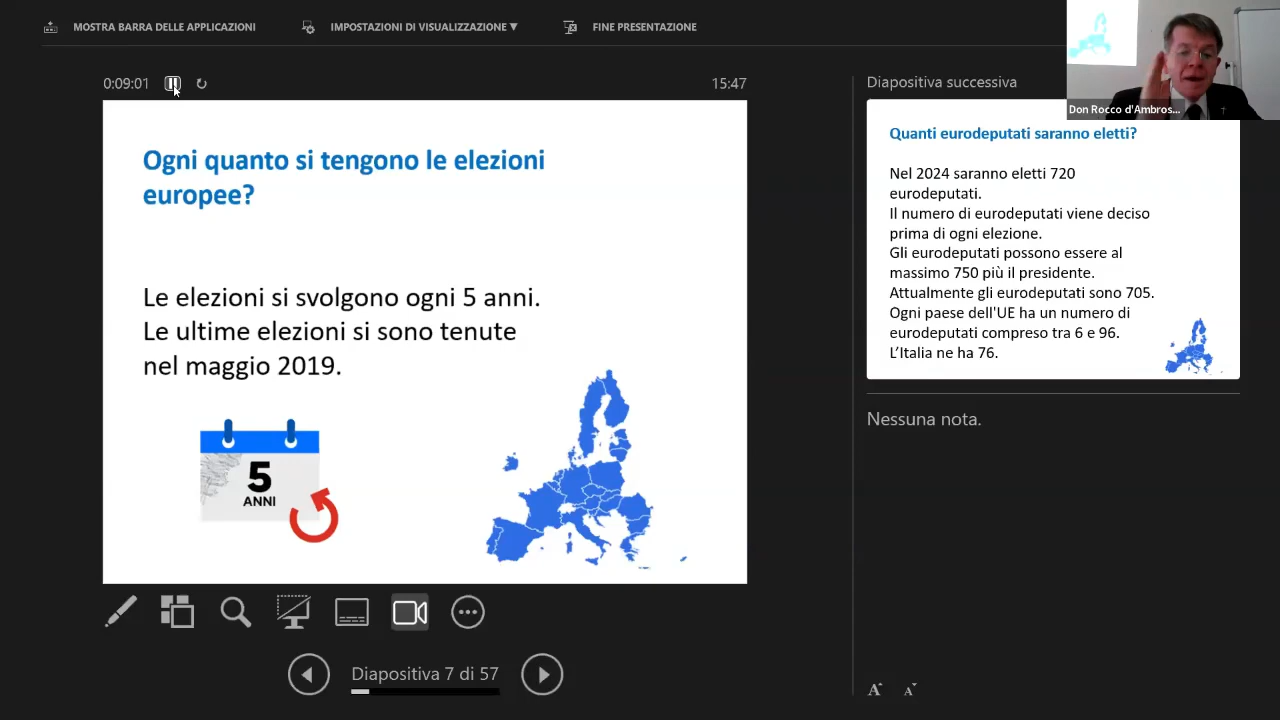 MOSTRA BARRA DELLE APPLICAZIONI
IMPOSTAZIONI DI VISUALIZZAZIONE ▼
FINE PRESENTAZIONE
Don Rocco d'Ambros...
0:09:01
15:47
Ogni quanto si tengono le elezioni
europee?
Le elezioni si svolgono ogni 5 anni.
Le ultime elezioni si sono tenute
nel maggio 2019.
5
ANNI
Diapositiva 7 di 57
Diapositiva successiva
Quanti eurodeputati saranno eletti?
Nel 2024 saranno eletti 720
eurodeputati.
Il numero di eurodeputati viene deciso
prima di ogni elezione.
Gli eurodeputati possono essere al
massimo 750 più il presidente.
Attualmente gli eurodeputati sono 705.
Ogni paese dell'UE ha un numero di
eurodeputati compreso tra 6 e 96.
L’Italia ne ha 76.
Nessuna nota.
A A